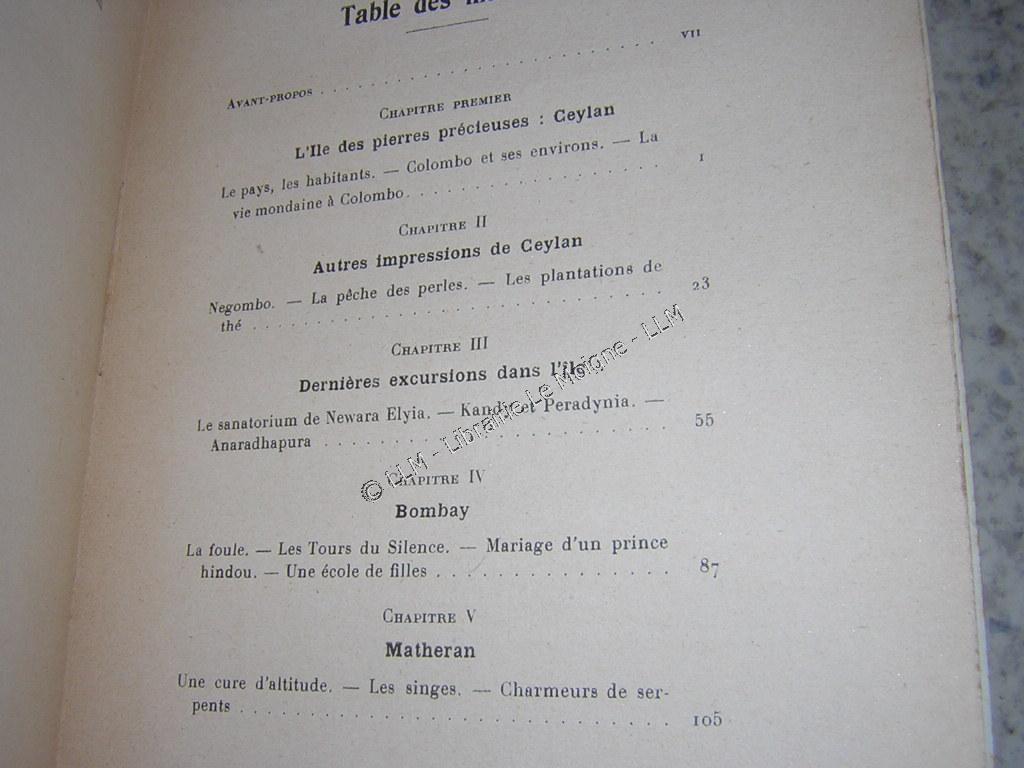 Table des
AVANT-PROPOS . . . . . . . . . . . . . . . . . . . . . . VII
CHAPITRE PREMIER
L'Ile des pierres précieuses : Ceylan
Le pays, les habitants. — Colombo et ses environs. — La
vie mondaine à Colombo. . . . . . . . . . . . . . . . . 1
CHAPITRE II
Autres impressions de Ceylan
Negombo. — La pêche des perles. — Les plantations de
thé . . . . . . . . . . . . . . . . . . . . . . . . . . 23
CHAPITRE III
Dernières excursions dans l'île
Le sanatorium de Newara Elyia. — Kandy et Peradynia. —
Anaradhapura . . . . . . . . . . . . . . . . . . . . . 55
© LLM - Librairie Le Moigne - LLM
CHAPITRE IV
Bombay
La foule. — Les Tours du Silence. — Mariage d'un prince
hindou. — Une école de filles . . . . . . . . . . . . . 87
CHAPITRE V
Matheran
Une cure d'altitude. — Les singes. — Charmeurs de ser-
pents . . . . . . . . . . . . . . . . . . . . . . . . . 105